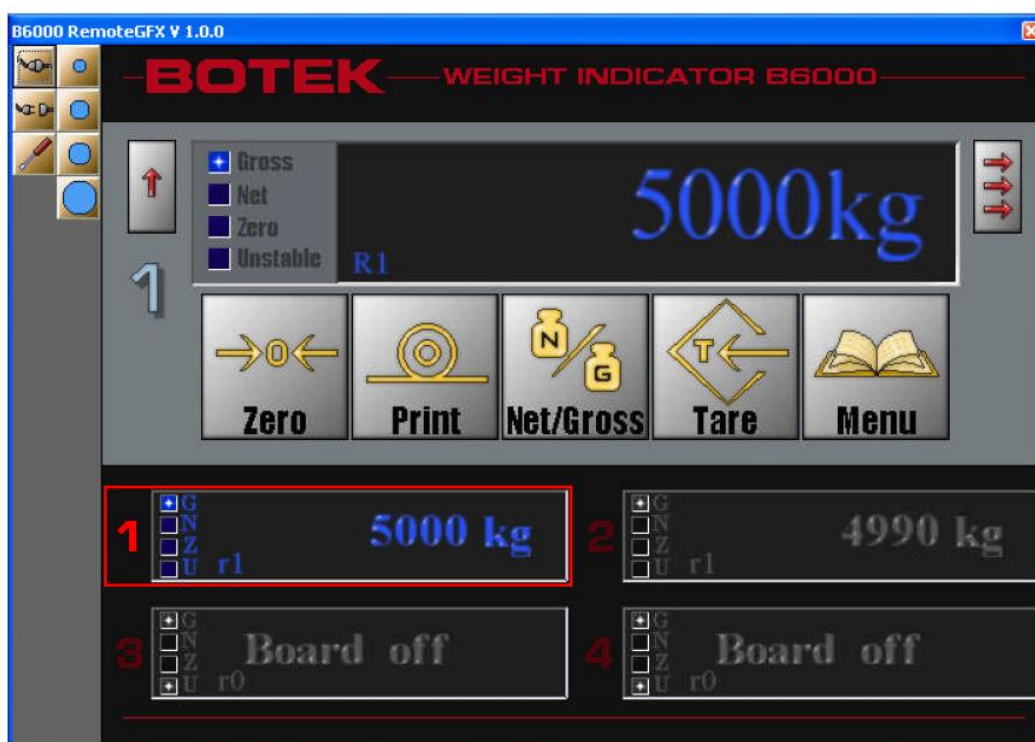 B6000 RemoteGFX V 1.0.0
BOTEK WEIGHT INDICATOR B6000
Gross
Net
Zero
Unstable
5000kg
R1
1
0
N
G
T
Zero
Print
Net/Gross
Tare
Menu
1
G
N
Z
U
r1
5000 kg
2
G
N
Z
U
r1
4990 kg
3
G
N
Z
U
r0
Board off
4
G
N
Z
U
r0
Board off